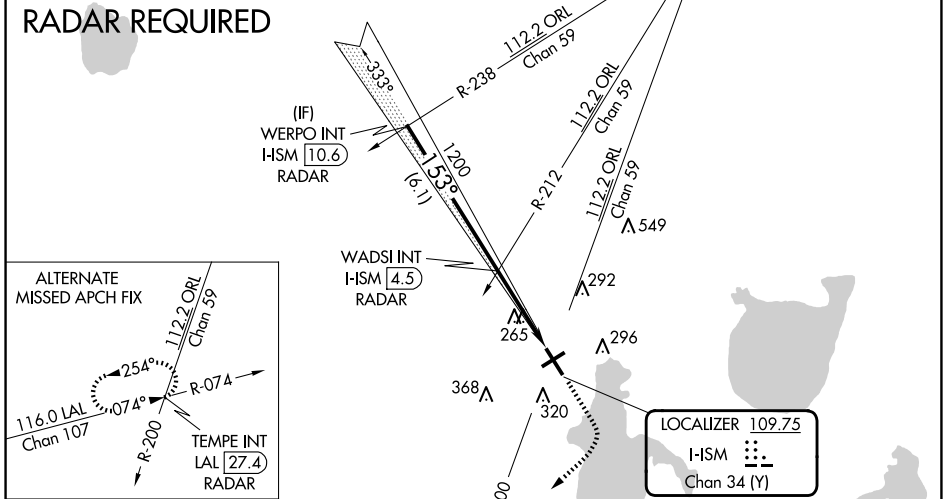 RADAR REQUIRED
112.2 ORL
Chan 59
R-238
333°
(IF)
WERPO INT
I-ISM 10.6
RADAR
153°
1200
(6.1)
112.2 ORL
Chan 59
R-212
112.2 ORL
Chan 59
549
WADSI INT
I-ISM 4.5
RADAR
292
265
296
368
320
LOCALIZER 109.75
I-ISM
Chan 34 (Y)
ALTERNATE
MISSED APCH FIX
112.2 ORL
Chan 59
254°
074°
R-074
116.0 LAL
Chan 107
R-200
TEMPE INT
LAL 27.4
RADAR